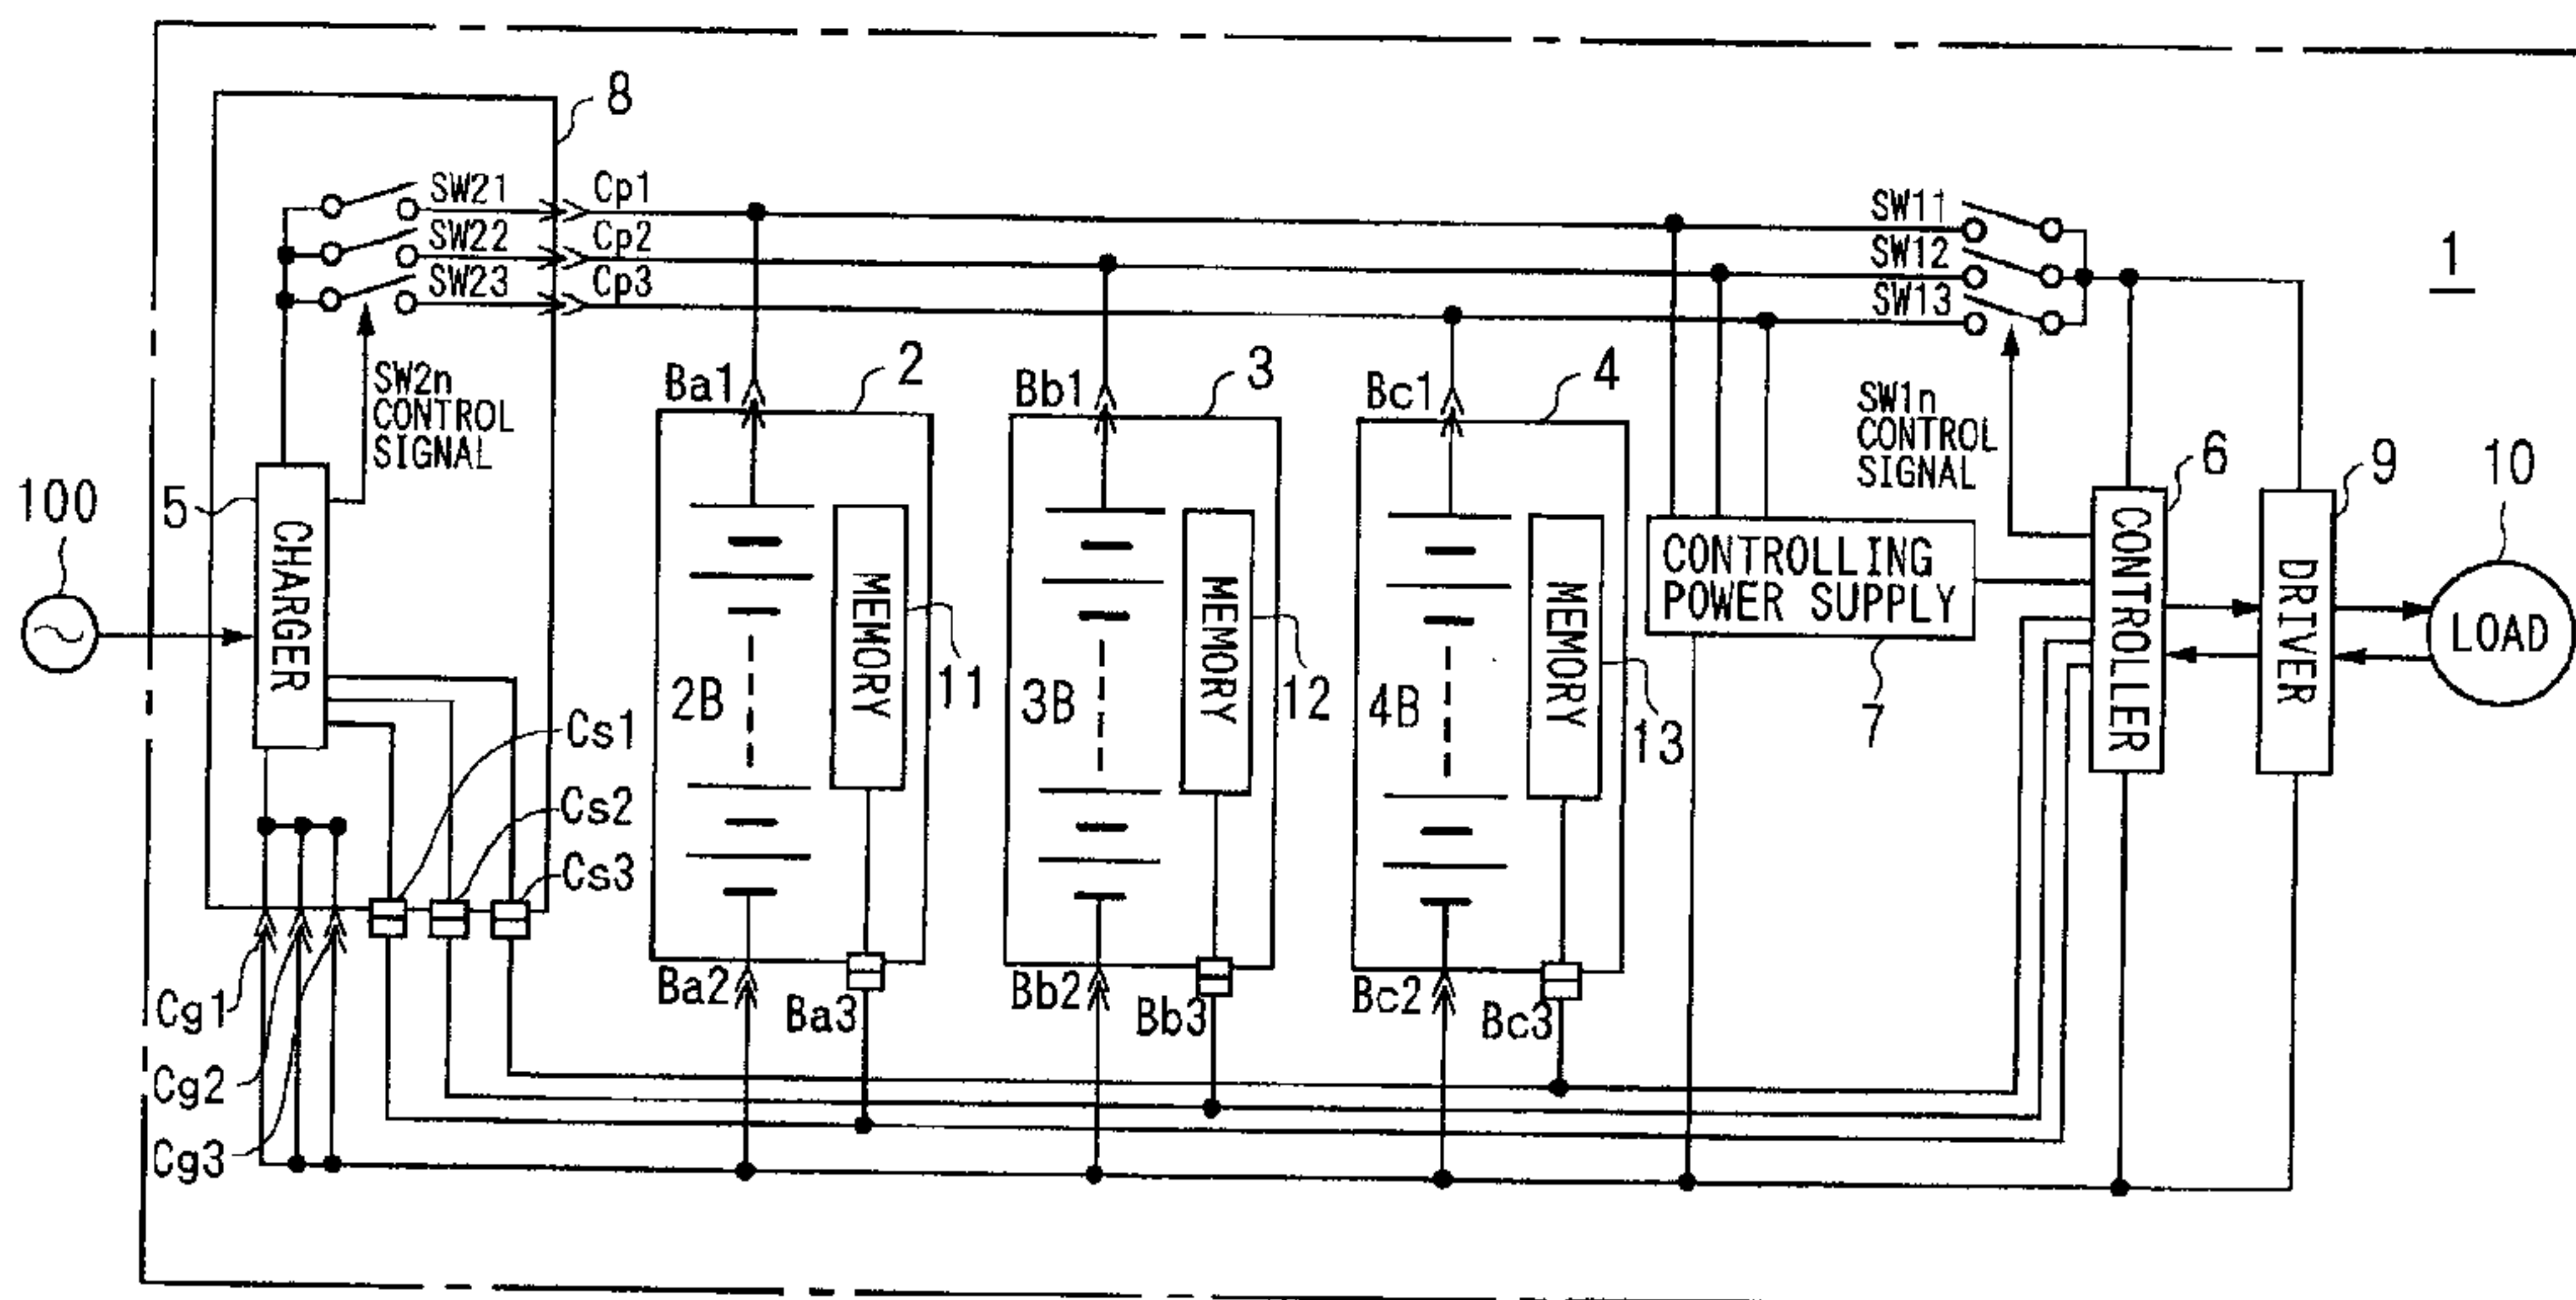 8
SW21
Cp1
SW22
Cp2
SW23
Cp3
SW11
SW12
SW13
1
SW2n
CONTROL
SIGNAL
Ba1
2
Bb1
3
Bc1
4
SW1n
CONTROL
SIGNAL
6
9
10
100
5
CHARGER
MEMORY
MEMORY
MEMORY
CONTROLLING
POWER SUPPLY
CONTROLLER
DRIVER
LOAD
2B
11
3B
12
4B
13
7
Cs1
Cs2
Cs3
Cg1
Ba2
Ba3
Bb2
Bb3
Bc2
Bc3
Cg2
Cg3